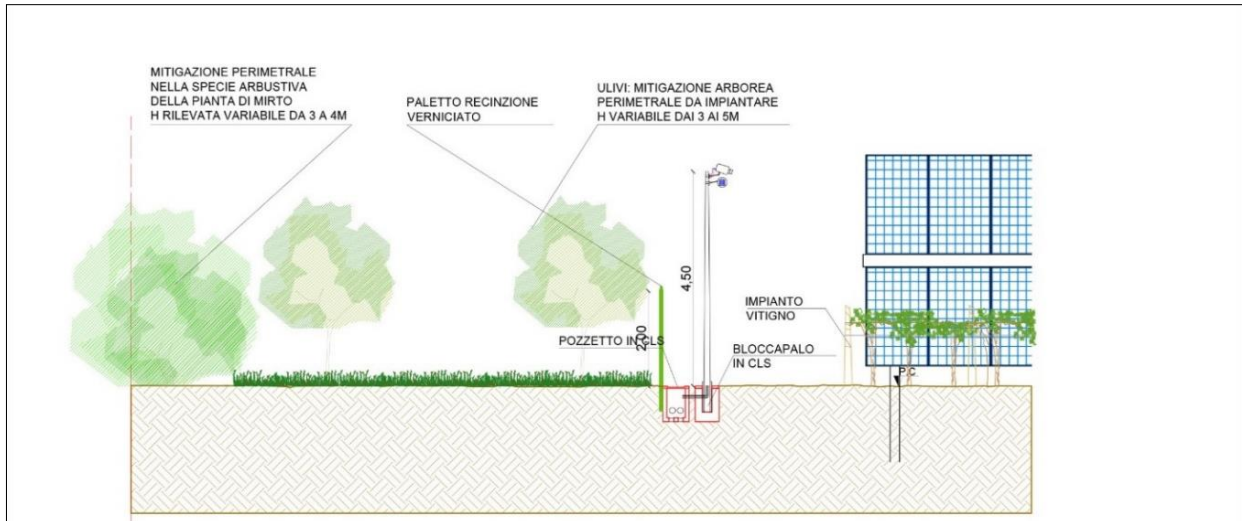 MITIGAZIONE PERIMETRALE
NELLA SPECIE ARBUSTIVA
DELLA PIANTA DI MIRTO
H RILEVATA VARIABILE DA 3 A 4M
PALETTO RECINZIONE
VERNICIATO
ULIVI: MITIGAZIONE ARBOREA
PERIMETRALE DA IMPIANTARE
H VARIABILE DAI 3 AI 5M
4,50
2,00
POZZETTO IN CLS
BLOCCAPALO
IN CLS
IMPIANTO
VITIGNO
P.C.